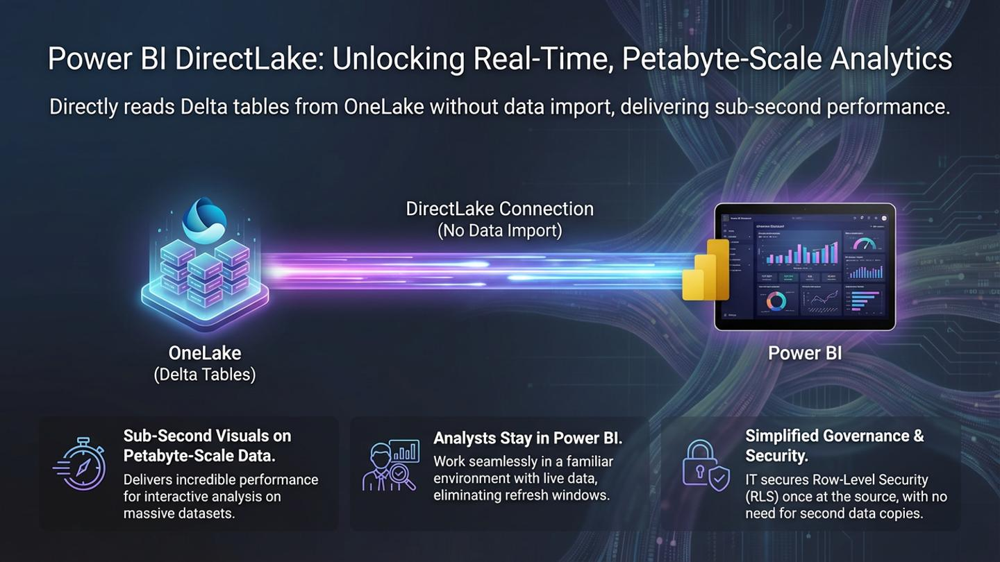 Power BI DirectLake: Unlocking Real-Time, Petabyte-Scale Analytics
Directly reads Delta tables from OneLake without data import, delivering sub-second performance.
DirectLake Connection
(No Data Import)
OneLake
(Delta Tables)
Power BI
Sub-Second Visuals on
Petabyte-Scale Data.
Delivers incredible performance
for interactive analysis on
massive datasets.
Analysts Stay in Power BI.
Work seamlessly in a familiar
environment with live data,
eliminating refresh windows.
Simplified Governance &
Security.
IT secures Row-Level Security
(RLS) once at the source, with no
need for second data copies.